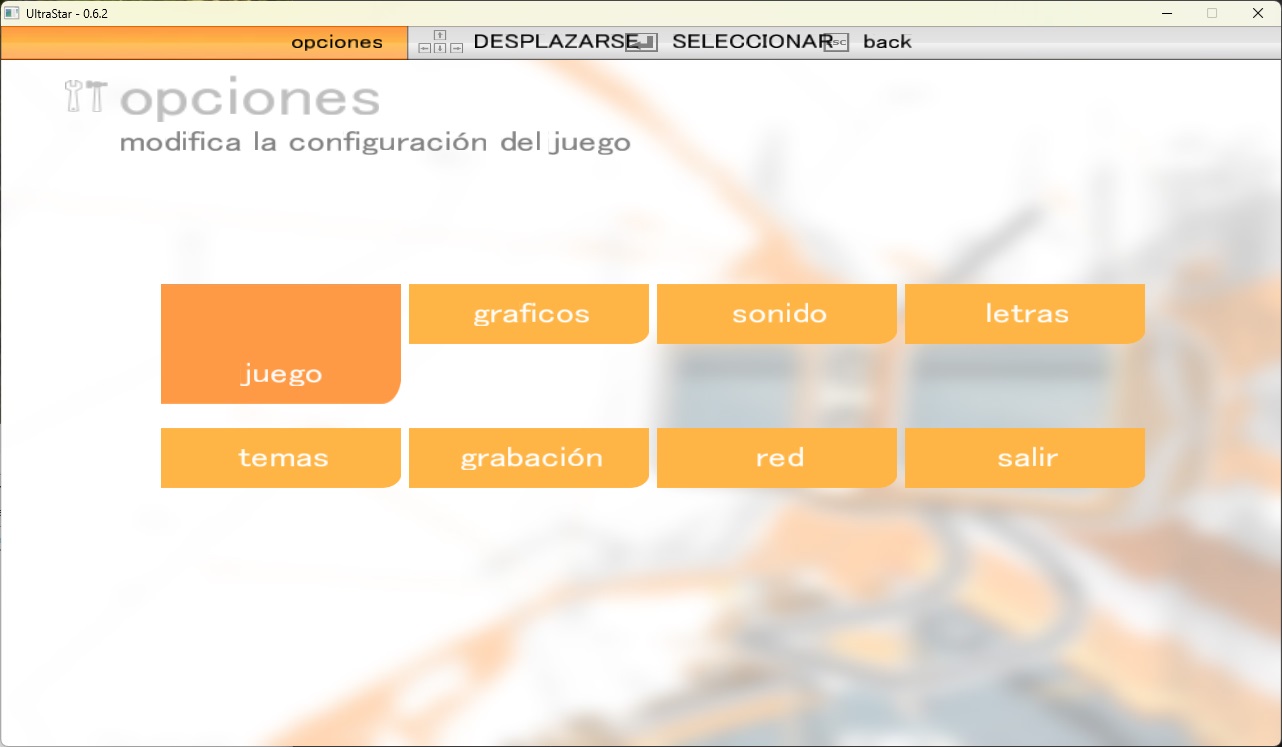 UltraStar - 0.6.2
opciones DESPLAZARSE SELECCIONAR back
opciones
modifica la configuración del juego
graficos sonido letras
juego
temas grabación red salir